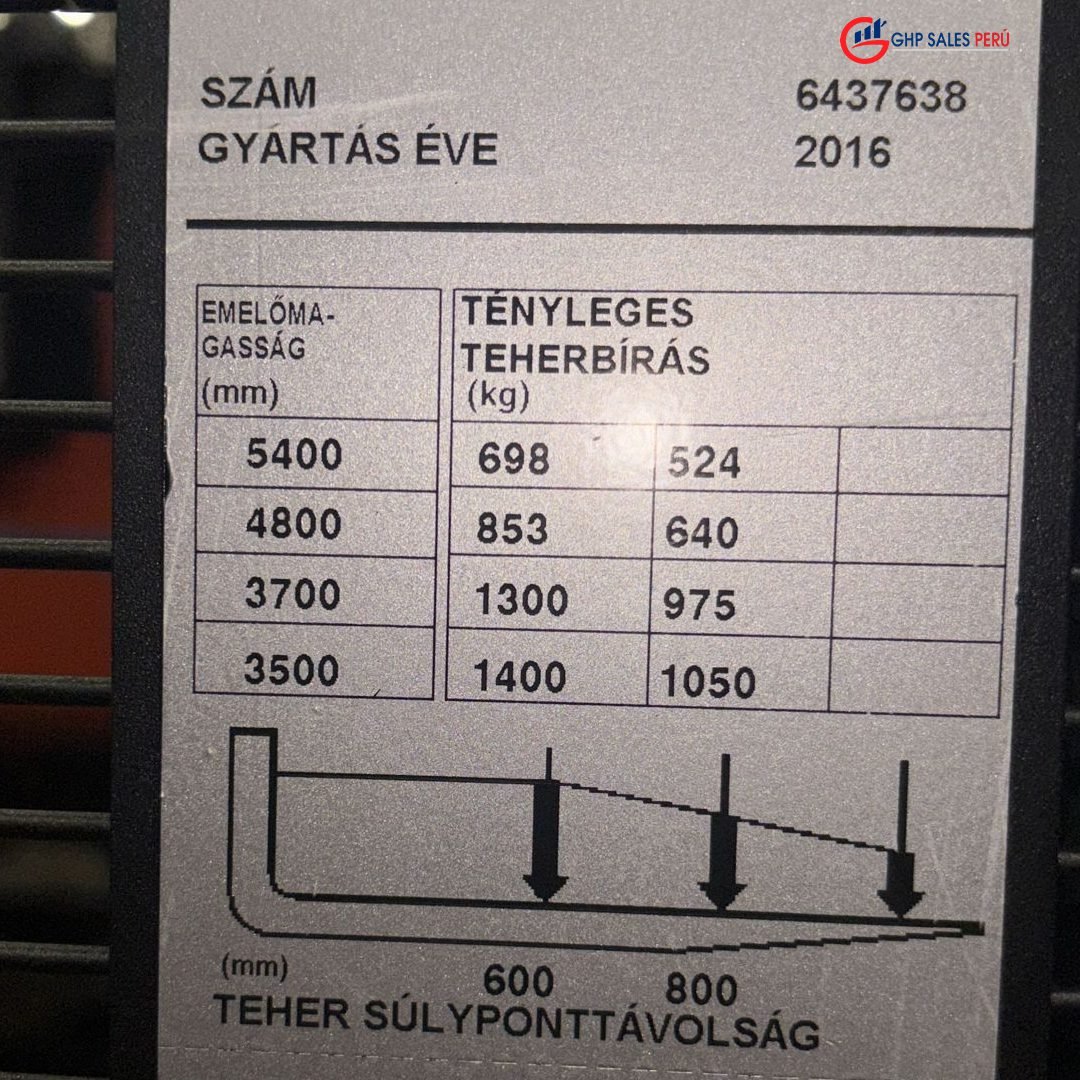 GHP SALES PERÚ
SZÁM 6437638
GYÁRTÁS ÉVE 2016
EMELŐMA-
GASSÁG
(mm)
TÉNYLEGES
TEHERBÍRÁS
(kg)
5400 698 524
4800 853 640
3700 1300 975
3500 1400 1050
(mm) 600 800
TEHER SÚLYPONTTÁVOLSÁG